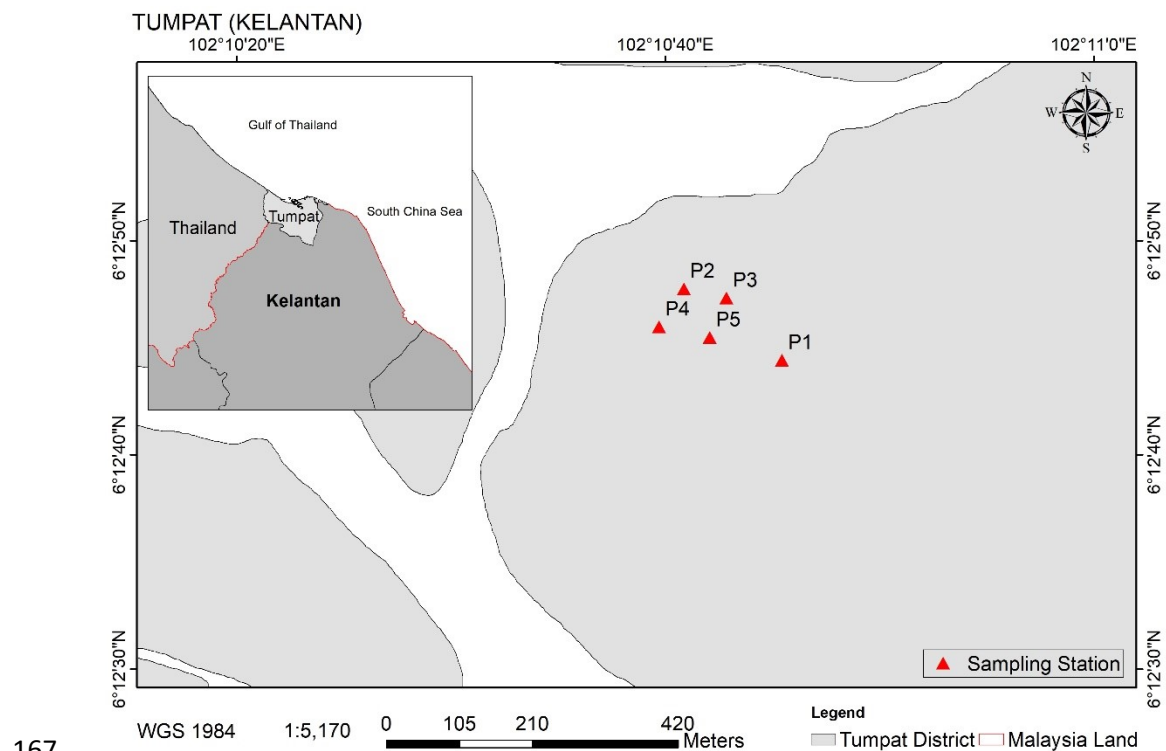 TUMPAT (KELANTAN)
102°10'20"E 102°10'40"E 102°11'0"E
N
W E
S
Gulf of Thailand
South China Sea
Thailand
Tumpat
Kelantan
6°12'50"N 6°12'50"N
P2
P3
P4
P5
P1
6°12'40"N 6°12'40"N
6°12'30"N 6°12'30"N
Sampling Station
WGS 1984 1:5,170 0 105 210 420 Meters
Legend
Tumpat District Malaysia Land
167